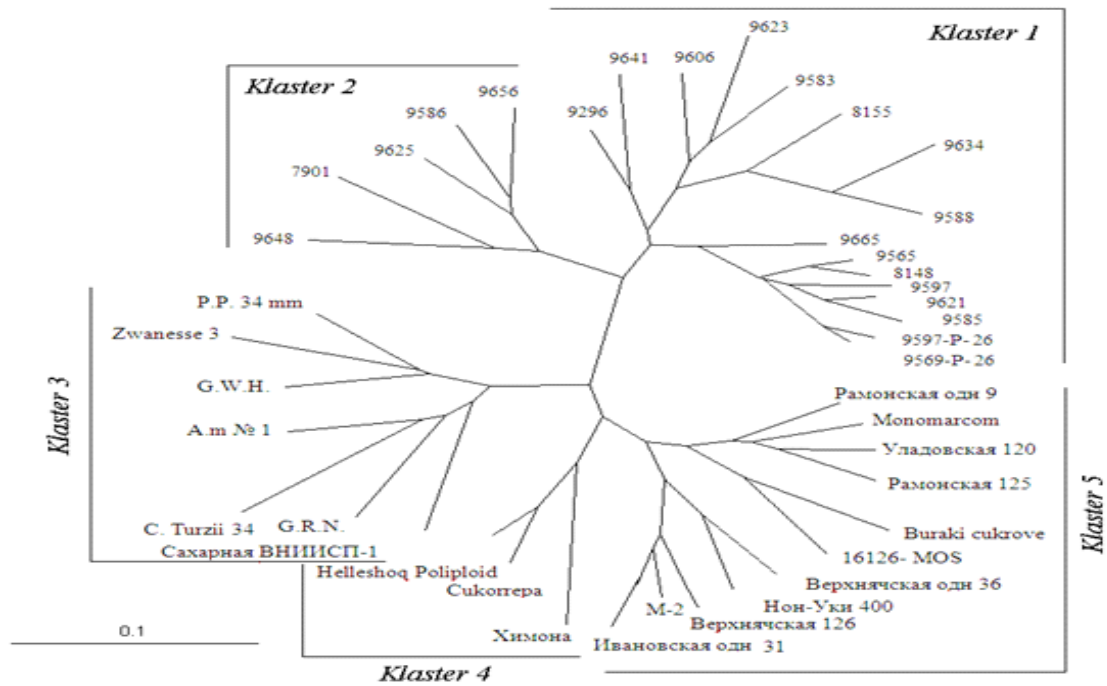 Klaster 1
9623
9641
9606
9583
9296
8155
9634
9588
9665
9565
8148
9597
9621
9585
9597-P- 26
9569-P- 26
Klaster 2
9656
9586
9625
7901
9648
Klaster 3
P.P. 34 mm
Zwanesse 3
G.W.H.
A.m № 1
C. Turzii 34
G.R.N.
Сахарная ВНИИСП-1
Klaster 4
Helleshoq Poliploid
Сикоггера
Химона
Klaster 5
Рамонская одн 9
Monomarcom
Уладовская 120
Рамонская 125
Buraki cukrove
16126- MOS
Верхнячская одн 36
Нон-Уки 400
Верхнячская 126
М-2
Ивановская одн 31
0.1